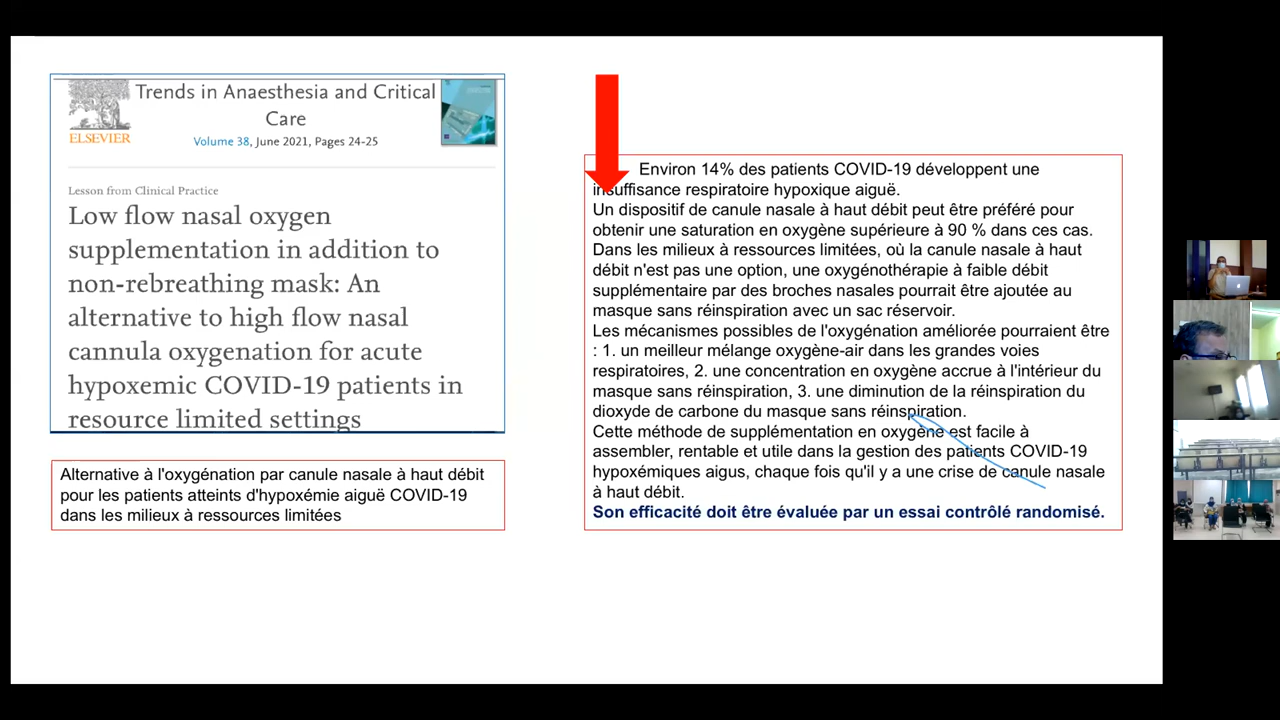 Trends in Anaesthesia and Critical
Care
ELSEVIER
Volume 38, June 2021, Pages 24-25
Lesson from Clinical Practice
Low flow nasal oxygen
supplementation in addition to
non-rebreathing mask: An
alternative to high flow nasal
cannula oxygenation for acute
hypoxemic COVID-19 patients in
resource limited settings
Alternative à l'oxygénation par canule nasale à haut débit
pour les patients atteints d'hypoxémie aiguë COVID-19
dans les milieux à ressources limitées
Environ 14% des patients COVID-19 développent une
insuffisance respiratoire hypoxique aiguë.
Un dispositif de canule nasale à haut débit peut être préféré pour
obtenir une saturation en oxygène supérieure à 90 % dans ces cas.
Dans les milieux à ressources limitées, où la canule nasale à haut
débit n'est pas une option, une oxygénothérapie à faible débit
supplémentaire par des broches nasales pourrait être ajoutée au
masque sans réinspiration avec un sac réservoir.
Les mécanismes possibles de l'oxygénation améliorée pourraient être
: 1. un meilleur mélange oxygène-air dans les grandes voies
respiratoires, 2. une concentration en oxygène accrue à l'intérieur du
masque sans réinspiration, 3. une diminution de la réinspiration du
dioxyde de carbone du masque sans réinspiration.
Cette méthode de supplémentation en oxygène est facile à
assembler, rentable et utile dans la gestion des patients COVID-19
hypoxémiques aigus, chaque fois qu'il y a une crise de canule nasale
à haut débit.
Son efficacité doit être évaluée par un essai contrôlé randomisé.